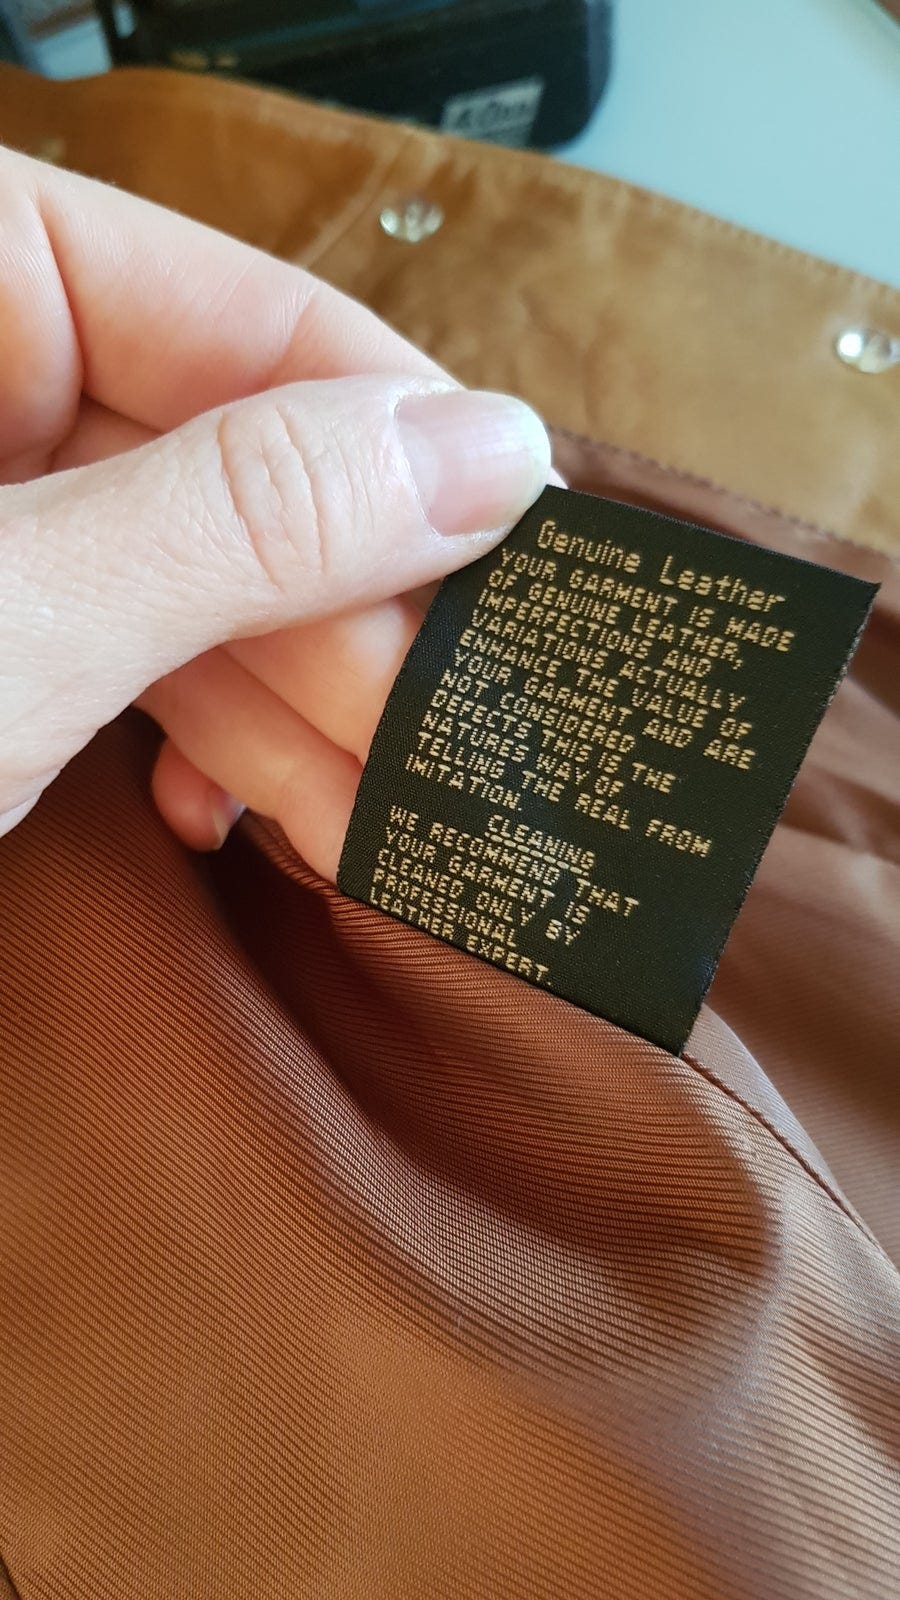 Genuine Leather
YOUR GARMENT IS MADE
OF GENUINE LEATHER,
IMPERFECTIONS AND
VARIATIONS ACTUALLY
ENHANCE THE VALUE OF
YOUR GARMENT AND ARE
NOT CONSIDERED
DEFECTS THIS IS THE
NATURES WAY OF
TELLING THE REAL FROM
IMITATION.
CLEANING
WE RECOMMEND THAT
YOUR GARMENT IS
CLEANED ONLY BY
PROFESSIONAL
LEATHER EXPERT.